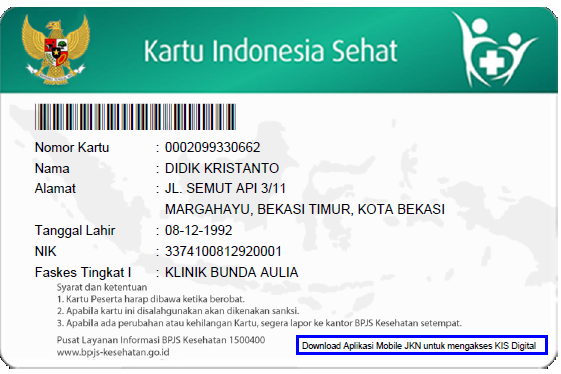 Kartu Indonesia Sehat
Nomor Kartu : 0002099330662
Nama : DIDIK KRISTANTO
Alamat : JL. SEMUT API 3/11
MARGAHAYU, BEKASI TIMUR, KOTA BEKASI
Tanggal Lahir : 08-12-1992
NIK : 3374100812920001
Faskes Tingkat I : KLINIK BUNDA AULIA
Syarat dan ketentuan
1. Kartu Peserta harap dibawa ketika berobat.
2. Apabila kartu ini disalahgunakan akan dikenakan sanksi.
3. Apabila ada perubahan atau kehilangan Kartu, segera lapor ke kantor BPJS Kesehatan setempat.
Pusat Layanan Informasi BPJS Kesehatan 1500400
www.bpjs-kesehatan.go.id
Download Aplikasi Mobile JKN untuk mengakses KIS Digital